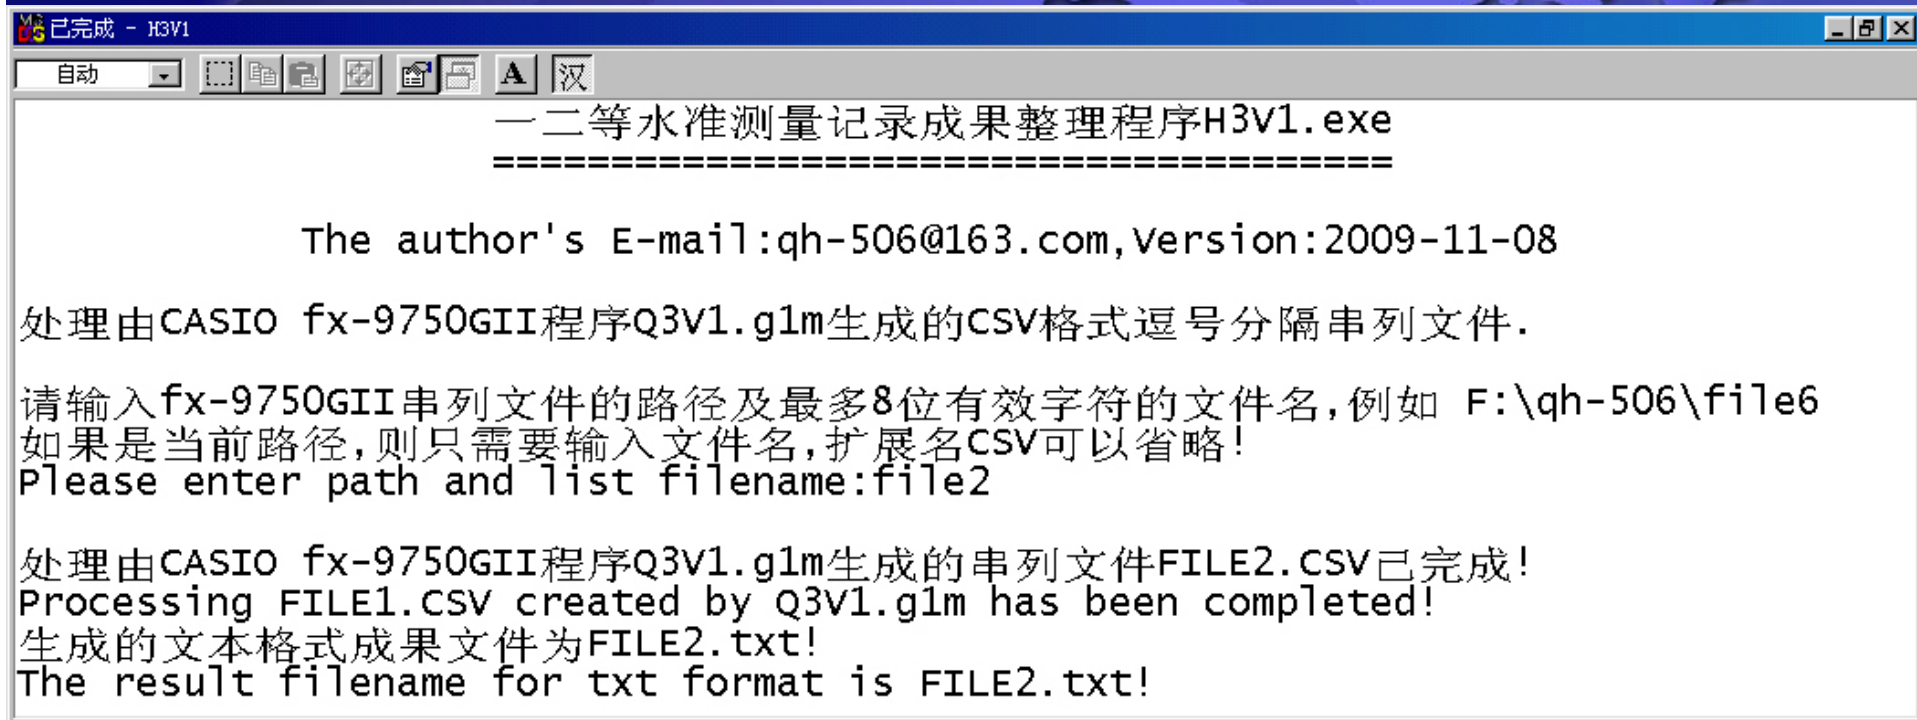 已完成 - H3V1
自动
A 汉
一二等水准测量记录成果整理程序H3V1.exe
======================================
The author's E-mail:qh-506@163.com,Version:2009-11-08
处理由CASIO fx-9750GII程序Q3V1.g1m生成的CSV格式逗号分隔串列文件.
请输入fx-9750GII串列文件的路径及最多8位有效字符的文件名,例如 F:\qh-506\file6
如果是当前路径,则只需要输入文件名,扩展名CSV可以省略!
Please enter path and list filename:file2
处理由CASIO fx-9750GII程序Q3V1.g1m生成的串列文件FILE2.CSV已完成!
Processing FILE1.CSV created by Q3V1.g1m has been completed!
生成的文本格式成果文件为FILE2.txt!
The result filename for txt format is FILE2.txt!